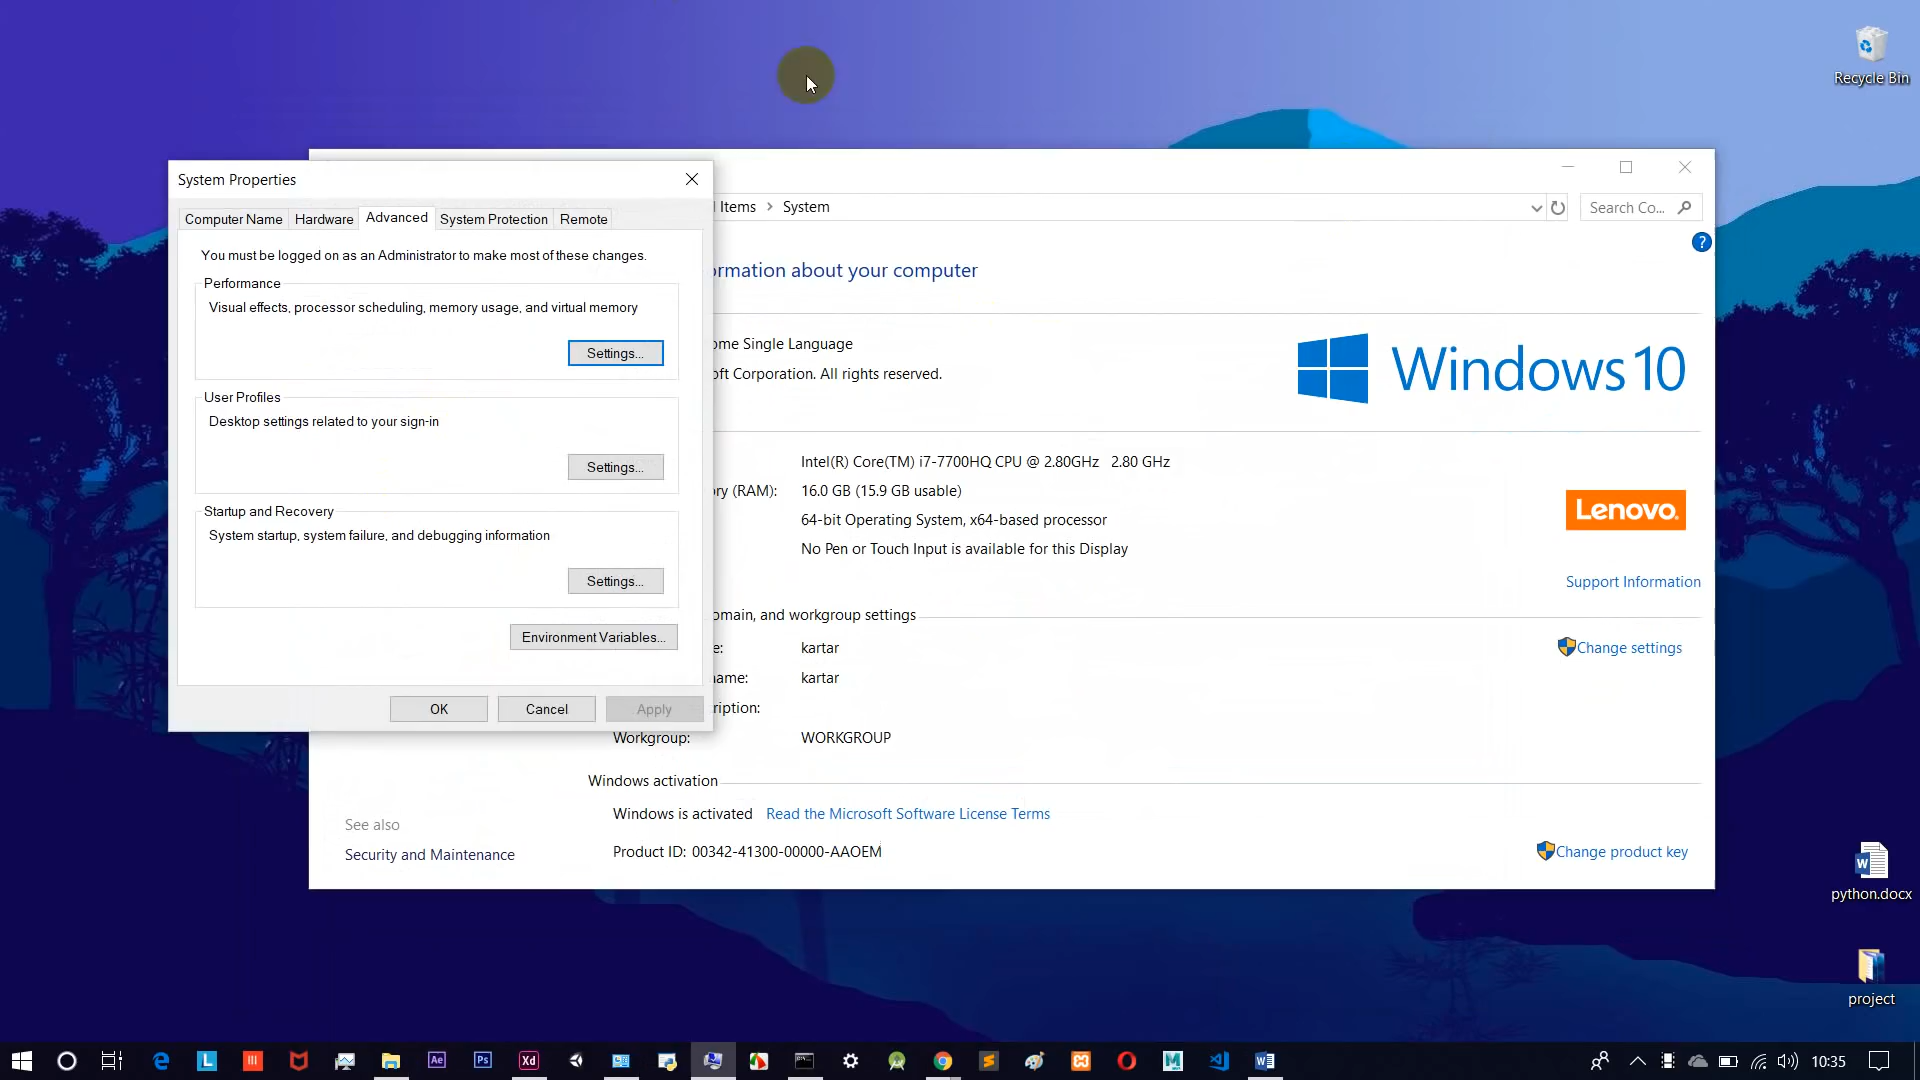 Recycle Bin
System Properties
Computer Name
Hardware
Advanced
System Protection
Remote
You must be logged on as an Administrator to make most of these changes.
Performance
Visual effects, processor scheduling, memory usage, and virtual memory
Settings...
User Profiles
Desktop settings related to your sign-in
Settings...
Startup and Recovery
System startup, system failure, and debugging information
Settings...
Environment Variables...
OK
Cancel
Apply
l Items > System
Search Co...
?
ormation about your computer
ome Single Language
oft Corporation. All rights reserved.
Windows 10
Intel(R) Core(TM) i7-7700HQ CPU @ 2.80GHz 2.80 GHz
ory (RAM): 16.0 GB (15.9 GB usable)
64-bit Operating System, x64-based processor
No Pen or Touch Input is available for this Display
Lenovo
Support Information
omain, and workgroup settings
e: kartar
Change settings
name: kartar
ription:
Workgroup: WORKGROUP
Windows activation
Windows is activated Read the Microsoft Software License Terms
Product ID: 00342-41300-00000-AAOEM
Change product key
See also
Security and Maintenance
python.docx
project
L
Ae
Ps
Xd
10:35